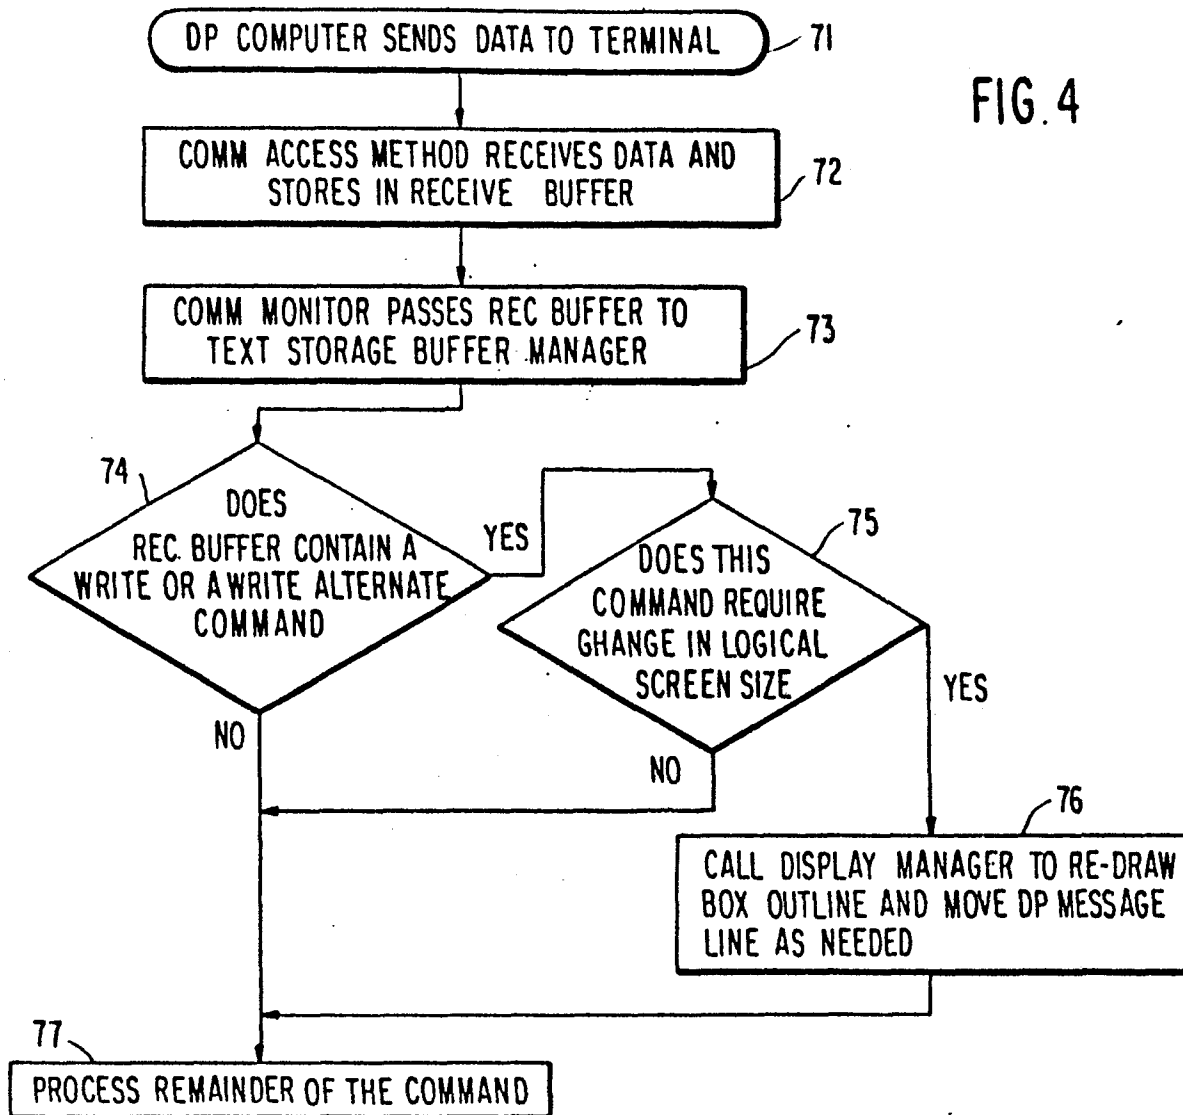 DP COMPUTER SENDS DATA TO TERMINAL
71
FIG. 4
COMM ACCESS METHOD RECEIVES DATA AND
STORES IN RECEIVE BUFFER
72
COMM MONITOR PASSES REC BUFFER TO
TEXT STORAGE BUFFER MANAGER
73
74
DOES
REC. BUFFER CONTAIN A
WRITE OR A WRITE ALTERNATE
COMMAND
YES
75
DOES THIS
COMMAND REQUIRE
GHANGE IN LOGICAL
SCREEN SIZE
YES
NO
NO
76
CALL DISPLAY MANAGER TO RE-DRAW
BOX OUTLINE AND MOVE DP MESSAGE
LINE AS NEEDED
77
PROCESS REMAINDER OF THE COMMAND